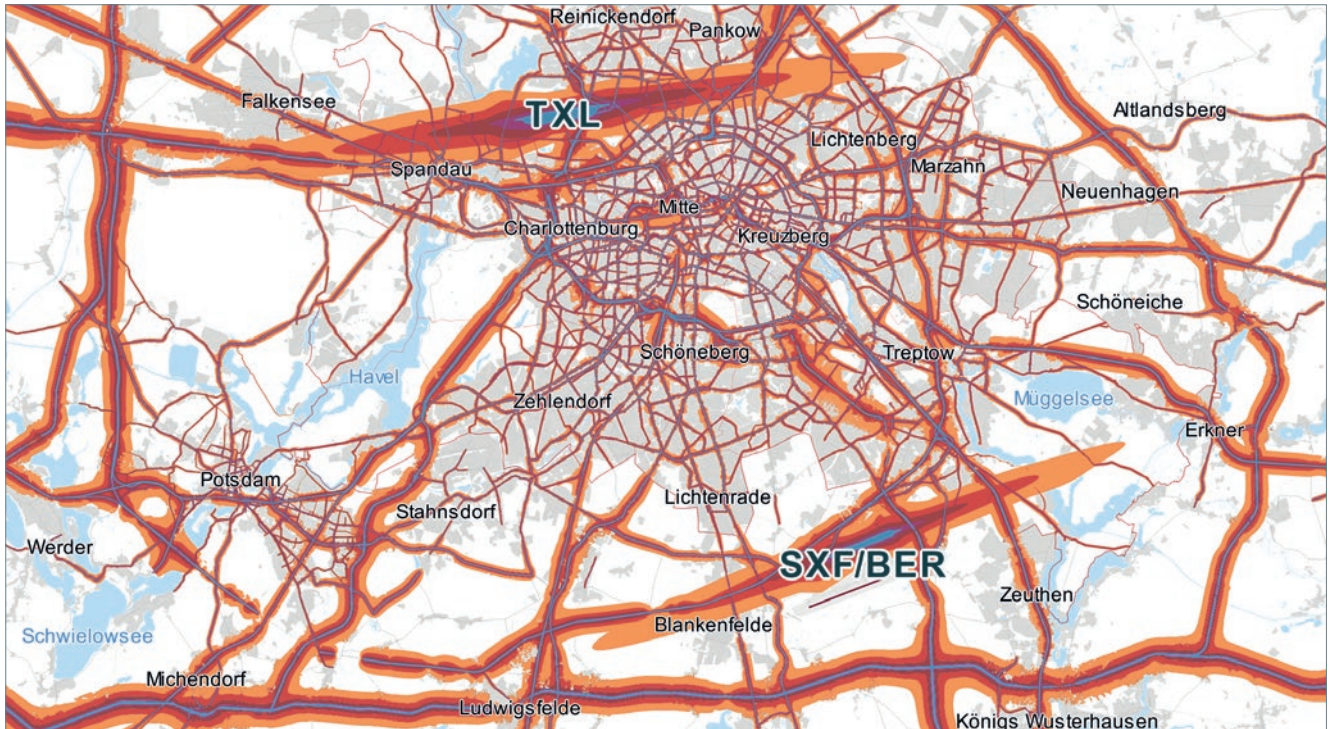 Reinickendorf
Pankow
Falkensee
TXL
Altlandsberg
Lichtenberg
Spandau
Marzahn
Neuenhagen
Mitte
Charlottenburg
Kreuzberg
Schöneiche
Schöneberg
Treptow
Havel
Zehlendorf
Müggelsee
Erkner
Potsdam
Lichtenrade
Stahnsdorf
Werder
SXF/BER
Zeuthen
Blankenfelde
Schwielowsee
Michendorf
Ludwigsfelde
Königs Wusterhausen